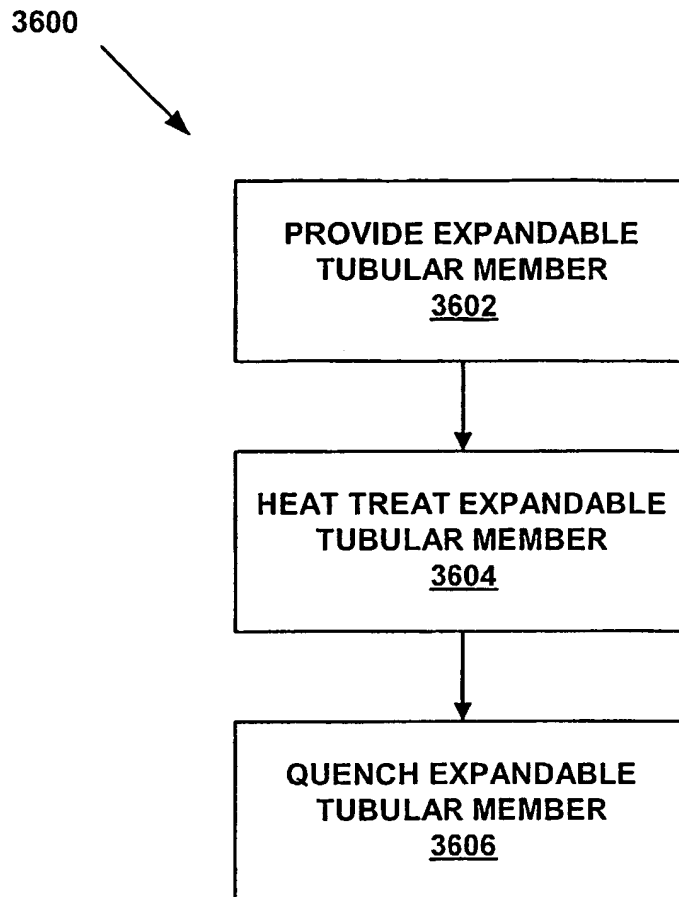 3600
PROVIDE EXPANDABLE
TUBULAR MEMBER
3602
HEAT TREAT EXPANDABLE
TUBULAR MEMBER
3604
QUENCH EXPANDABLE
TUBULAR MEMBER
3606